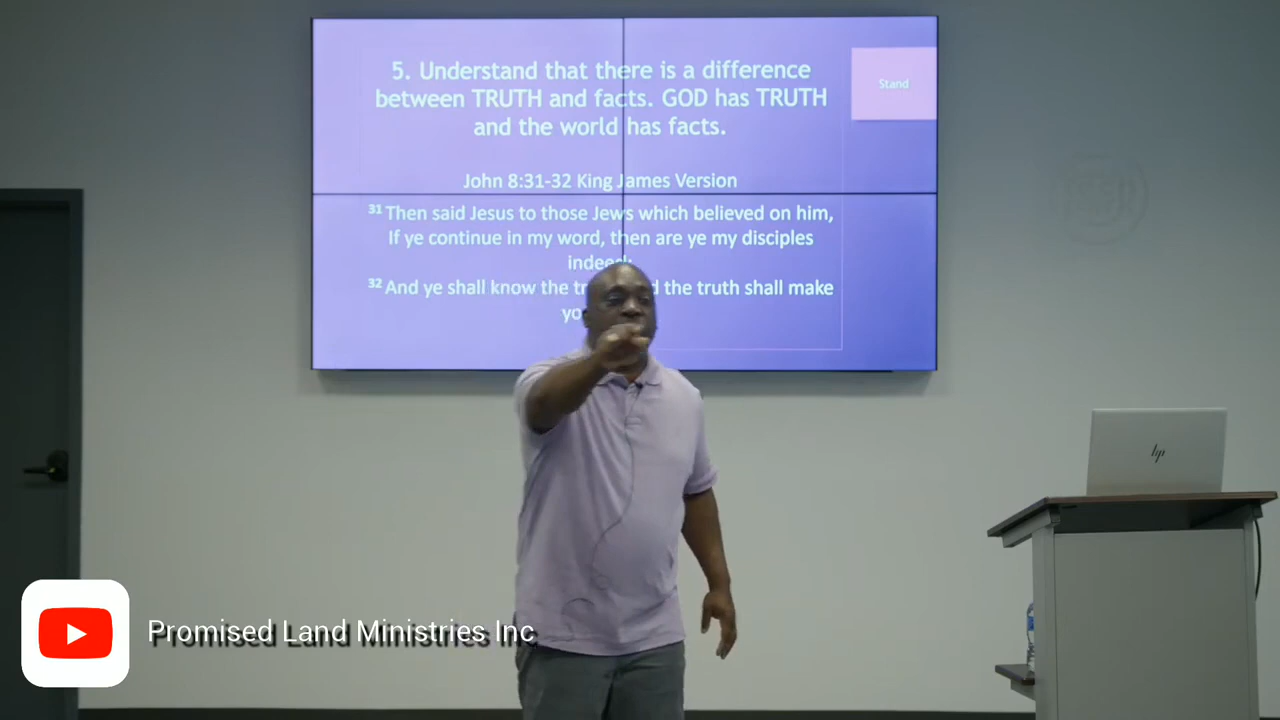 5. Understand that there is a difference
between TRUTH and facts. GOD has TRUTH
and the world has facts.
Stand
John 8:31-32 King James Version
31 Then said Jesus to those Jews which believed on him,
If ye continue in my word, then are ye my disciples
indeed;
32 And ye shall know the the truth shall make
hp
Promised Land Ministries Inc